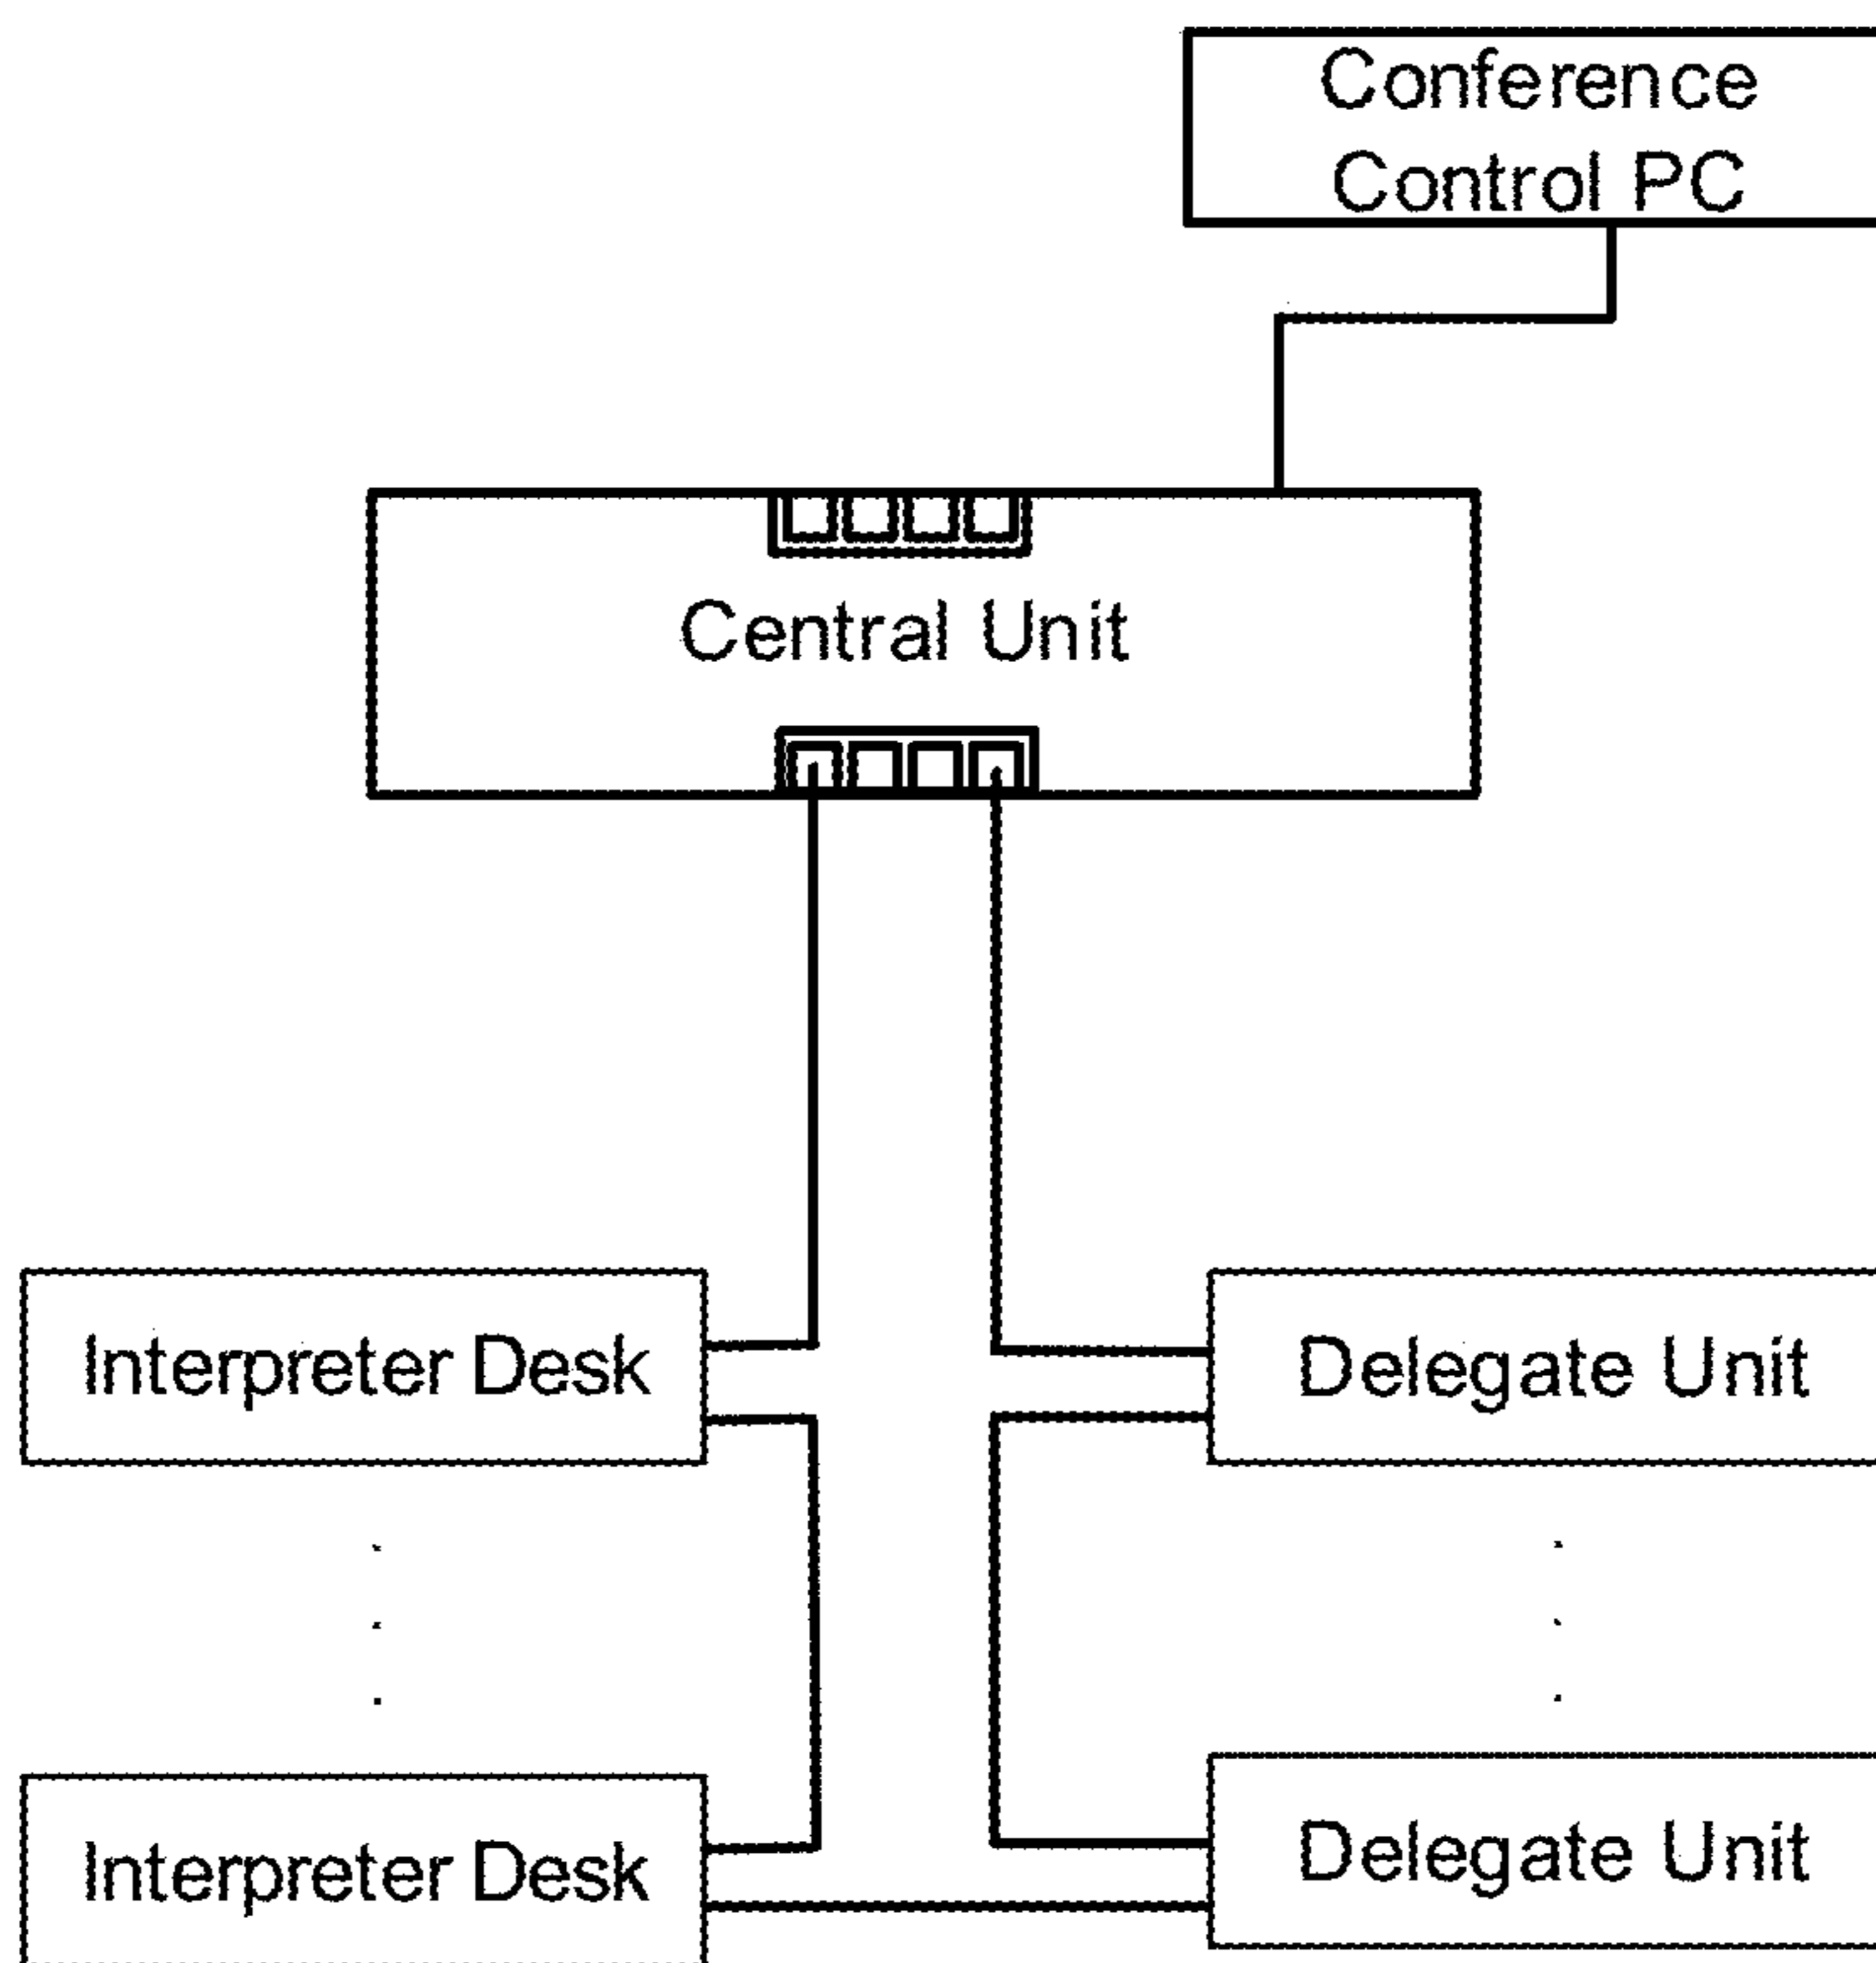 Conference
Control PC
Central Unit
Interpreter Desk
Delegate Unit
Interpreter Desk
Delegate Unit